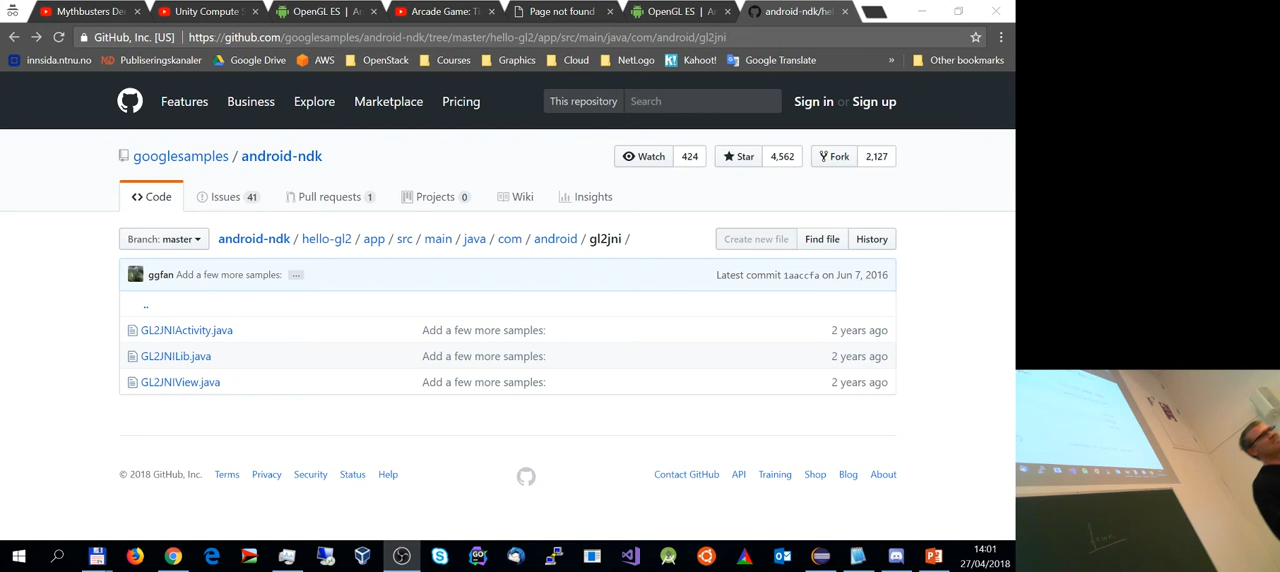 Mythbusters De
Unity Compute S
OpenGL ES | An
Arcade Game: Ti
Page not found
OpenGL ES | An
android-ndk/hel
GitHub, Inc. [US] | https://github.com/googlesamples/android-ndk/tree/master/hello-gl2/app/src/main/java/com/android/gl2jni
innsida.ntnu.no Publiseringskanaler Google Drive AWS OpenStack Courses Graphics Cloud NetLogo Kahoot! Google Translate » Other bookmarks
Features Business Explore Marketplace Pricing This repository Search Sign in or Sign up
googlesamples / android-ndk Watch 424 Star 4,562 Fork 2,127
Code Issues 41 Pull requests 1 Projects 0 Wiki Insights
Branch: master android-ndk / hello-gl2 / app / src / main / java / com / android / gl2jni / Create new file Find file History
ggfan Add a few more samples: ... Latest commit 1aaccfa on Jun 7, 2016
..
GL2JNIActivity.java Add a few more samples: 2 years ago
GL2JNILib.java Add a few more samples: 2 years ago
GL2JNIView.java Add a few more samples: 2 years ago
© 2018 GitHub, Inc. Terms Privacy Security Status Help Contact GitHub API Training Shop Blog About
14:01
27/04/2018